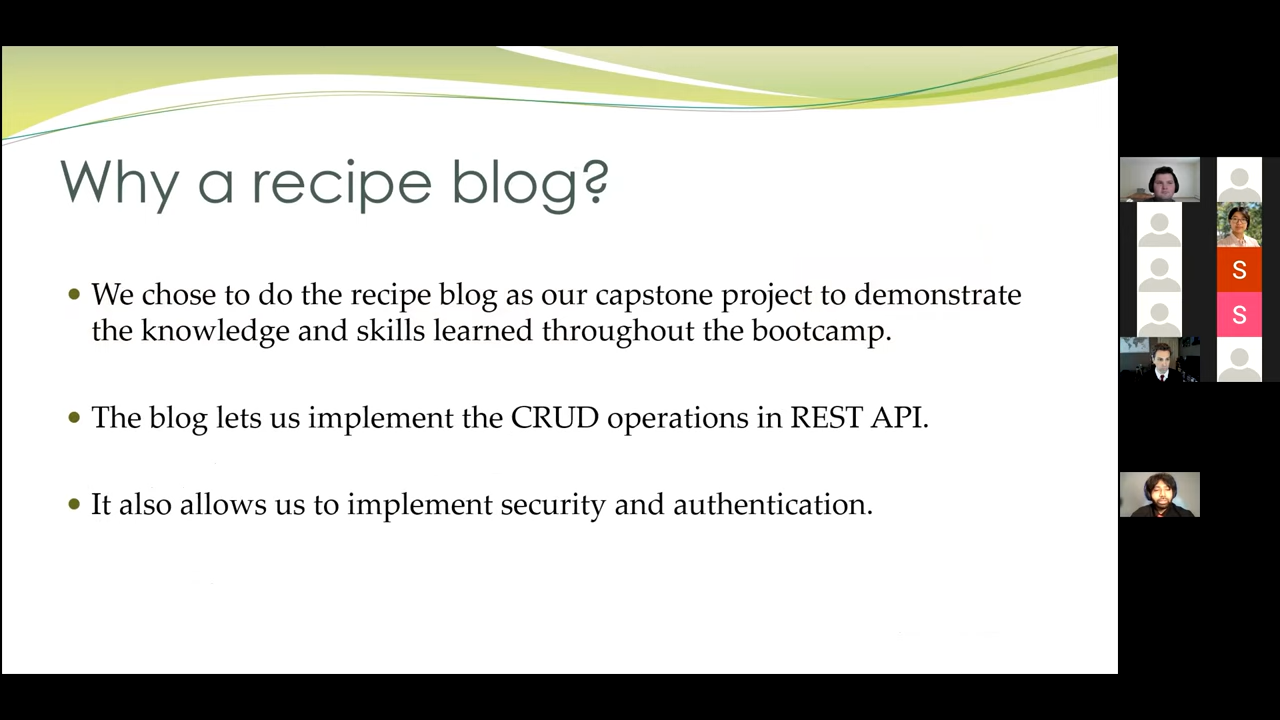 Why a recipe blog?
• We chose to do the recipe blog as our capstone project to demonstrate
the knowledge and skills learned throughout the bootcamp.
• The blog lets us implement the CRUD operations in REST API.
• It also allows us to implement security and authentication.
S
S